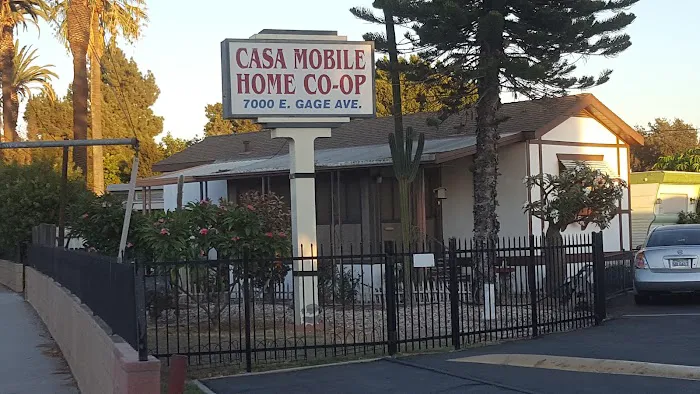 CASA MOBILE
HOME CO-OP
7000 E. GAGE AVE.